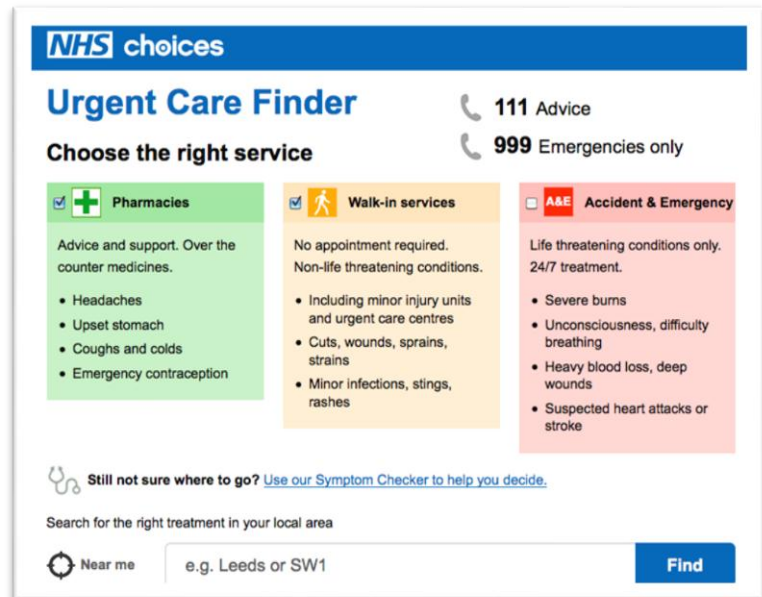 NHS choices
Urgent Care Finder
111 Advice
Choose the right service
999 Emergencies only
Pharmacies
Advice and support. Over the
counter medicines.
• Headaches
• Upset stomach
• Coughs and colds
• Emergency contraception
Walk-in services
No appointment required.
Non-life threatening conditions.
• Including minor injury units
and urgent care centres
• Cuts, wounds, sprains,
strains
• Minor infections, stings,
rashes
A&E Accident & Emergency
Life threatening conditions only.
24/7 treatment.
• Severe burns
• Unconsciousness, difficulty
breathing
• Heavy blood loss, deep
wounds
• Suspected heart attacks or
stroke
Still not sure where to go? Use our Symptom Checker to help you decide.
Search for the right treatment in your local area
Near me
e.g. Leeds or SW1
Find